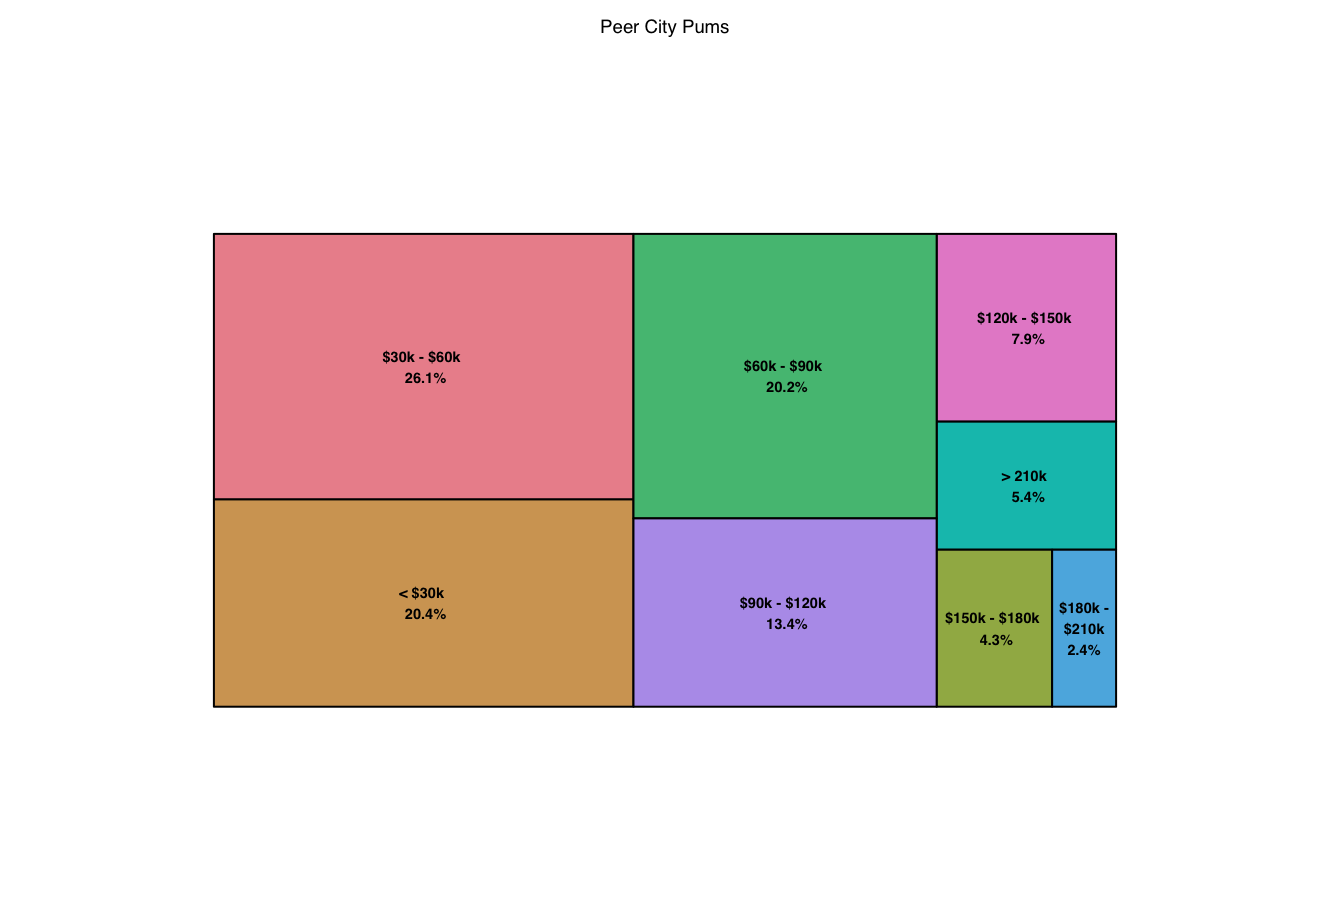 Peer City Pums
$30k - $60k
26.1%
< $30k
20.4%
$60k - $90k
20.2%
$90k - $120k
13.4%
$120k - $150k
7.9%
> 210k
5.4%
$150k - $180k
4.3%
$180k -
$210k
2.4%